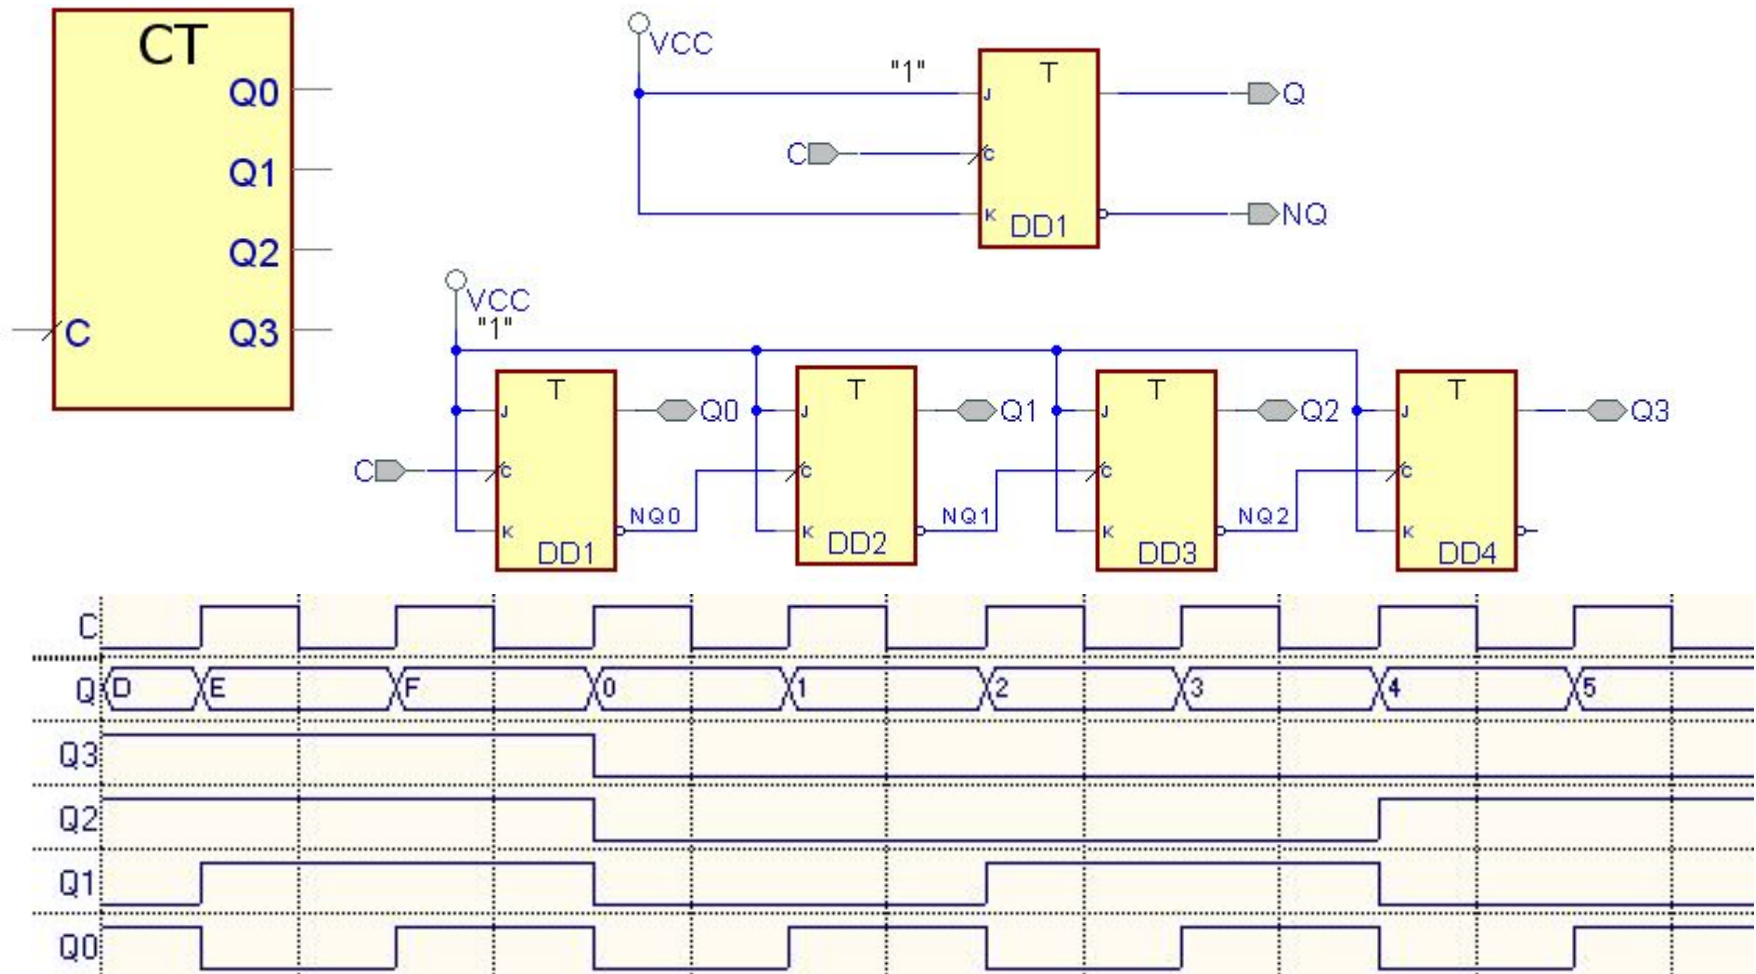 CT
Q0
Q1
Q2
C Q3
VCC
"1" T
J Q
C C
K NQ
DD1
VCC
"1"
T T T T
J Q0 J Q1 J Q2 J Q3
C C C C C
NQ0 NQ1 NQ2
K K K K
DD1 DD2 DD3 DD4
C
Q D E F 0 1 2 3 4 5
Q3
Q2
Q1
Q0